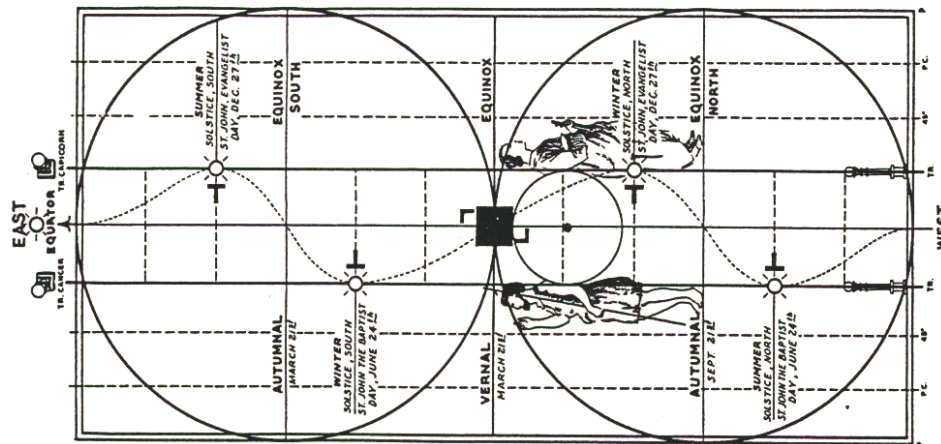 EAST
EQUATOR
TR. CANCER
TR. CAPICORN
SUMMER
SOLSTICE, SOUTH
ST. JOHN, EVANGELIST
DAY, DEC. 27th
AUTUMNAL
MARCH 21st
EQUINOX
SOUTH
WINTER
SOLSTICE, SOUTH
ST. JOHN THE BAPTIST
DAY, JUNE 24th
VERNAL
MARCH 21st
EQUINOX
WINTER
SOLSTICE, NORTH
ST. JOHN, EVANGELIST
DAY, DEC. 27th
AUTUMNAL
SEPT. 21st
EQUINOX
NORTH
SUMMER
SOLSTICE, NORTH
ST. JOHN THE BAPTIST
DAY, JUNE 24th
P.C.
45°
TR.
TR.
45°
P.C.
P
WEST